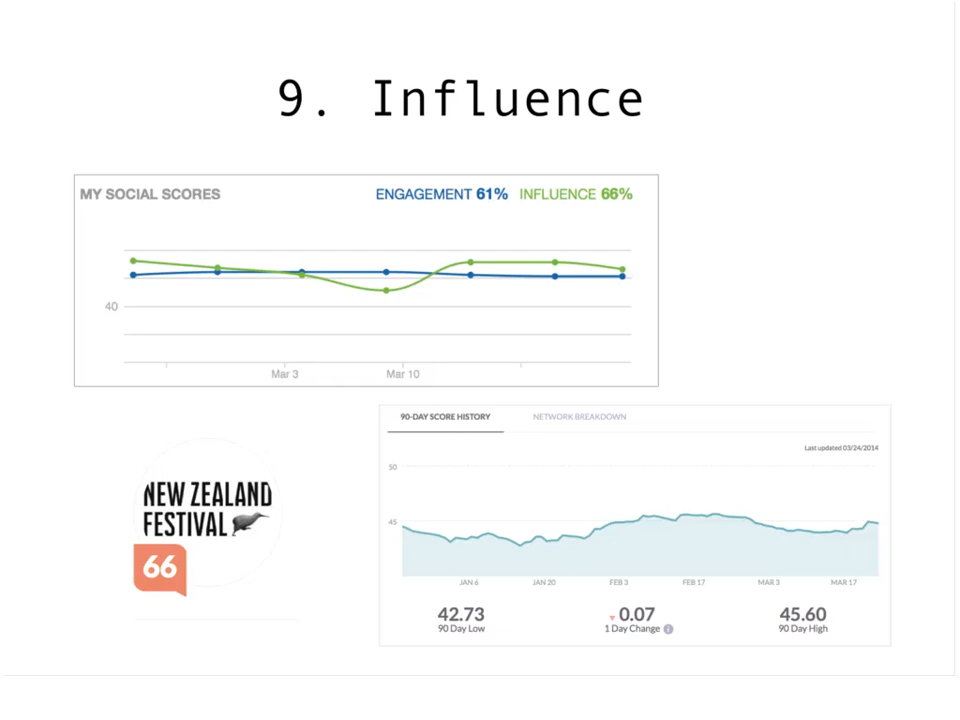 9. Influence
MY SOCIAL SCORES ENGAGEMENT 61% INFLUENCE 66%
40
Mar 3 Mar 10
90-DAY SCORE HISTORY NETWORK BREAKDOWN
Last updated 03/24/2014
50
45
JAN 6 JAN 20 FEB 3 FEB 17 MAR 3 MAR 17
42.73 0.07 45.60
90 Day Low 1 Day Change i 90 Day High
NEW ZEALAND
FESTIVAL
66